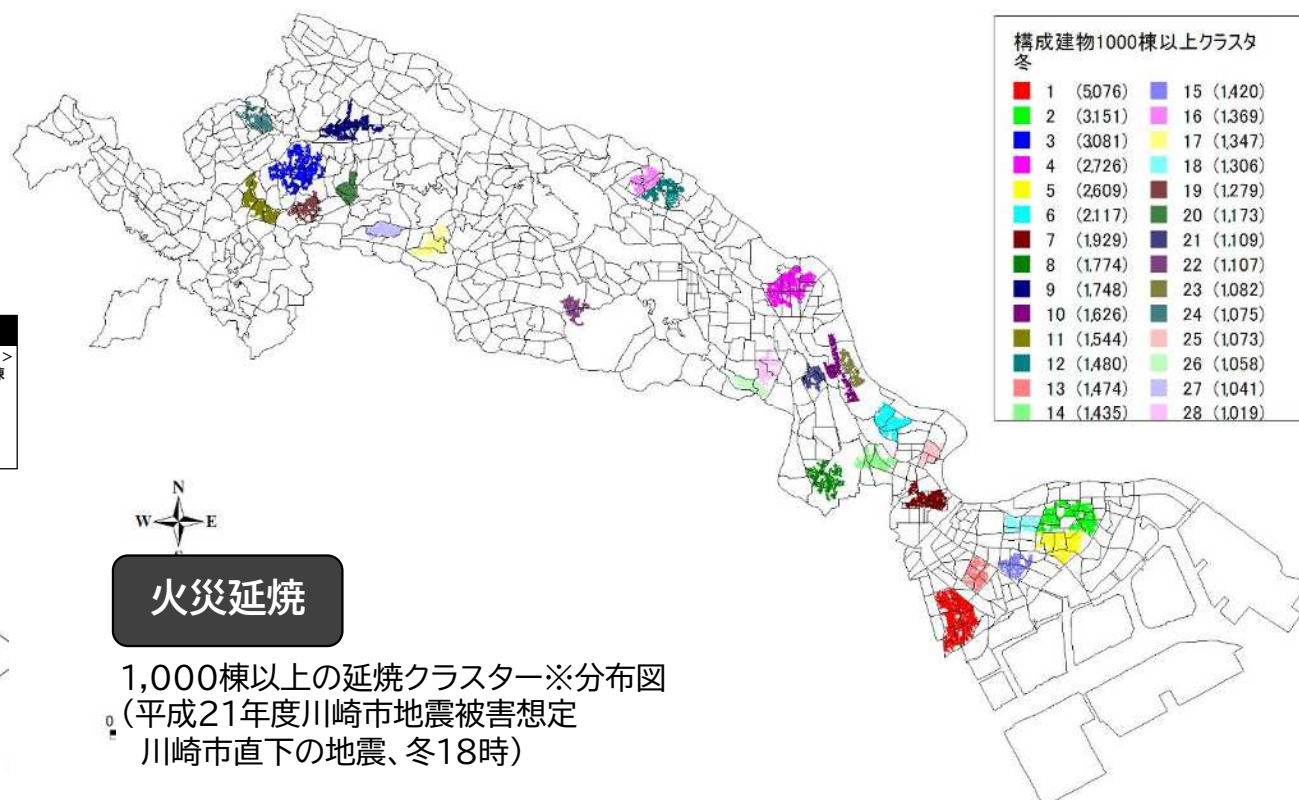 構成建物1000棟以上クラスタ
冬
1 (5,076) 15 (1,420)
2 (3,151) 16 (1,369)
3 (3,081) 17 (1,347)
4 (2,726) 18 (1,306)
5 (2,609) 19 (1,279)
6 (2,117) 20 (1,173)
7 (1,929) 21 (1,109)
8 (1,774) 22 (1,107)
9 (1,748) 23 (1,082)
10 (1,626) 24 (1,075)
11 (1,544) 25 (1,073)
12 (1,480) 26 (1,058)
13 (1,474) 27 (1,041)
14 (1,435) 28 (1,019)
>
棟
N
W E
火災延焼
1,000棟以上の延焼クラスター※分布図
0
(平成21年度川崎市地震被害想定
川崎市直下の地震、冬18時)